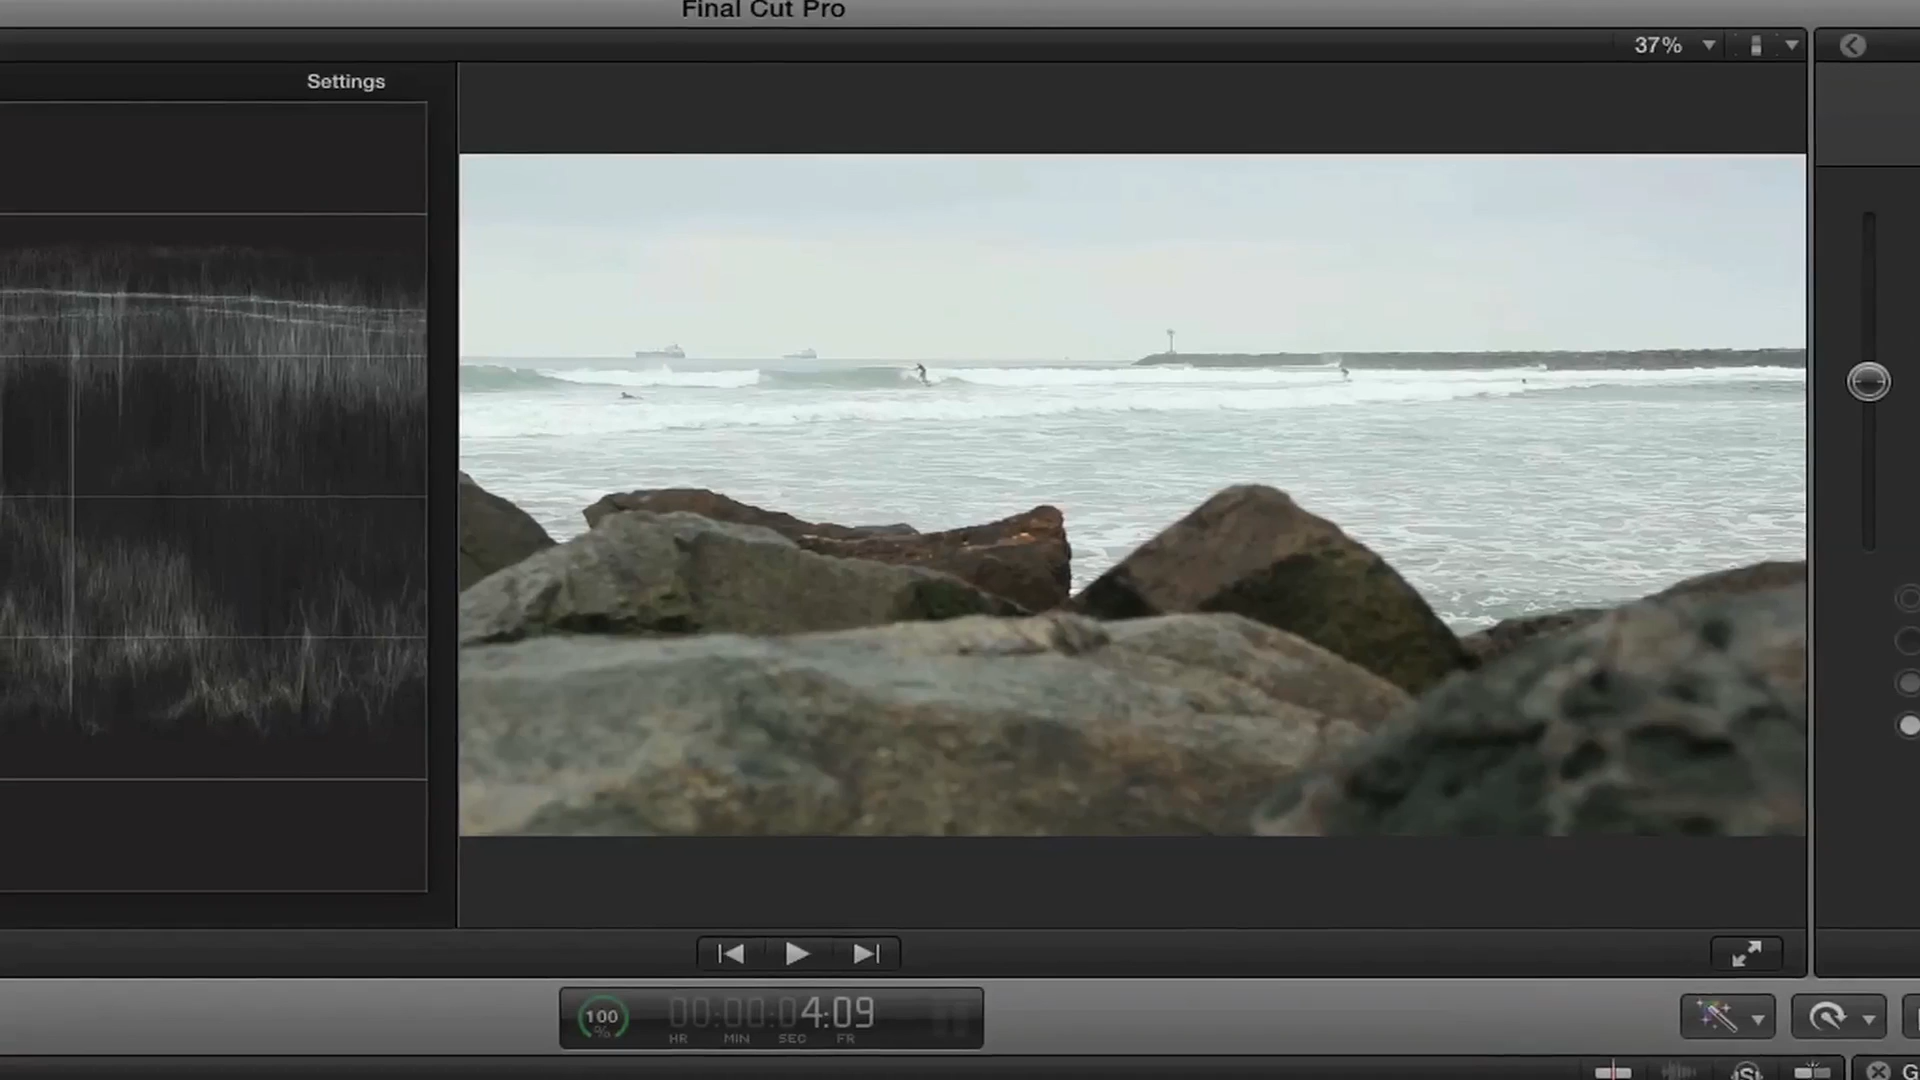 Final Cut Pro
37%
Settings
100
%
00:00:04:09
HR MIN SEC FR
G